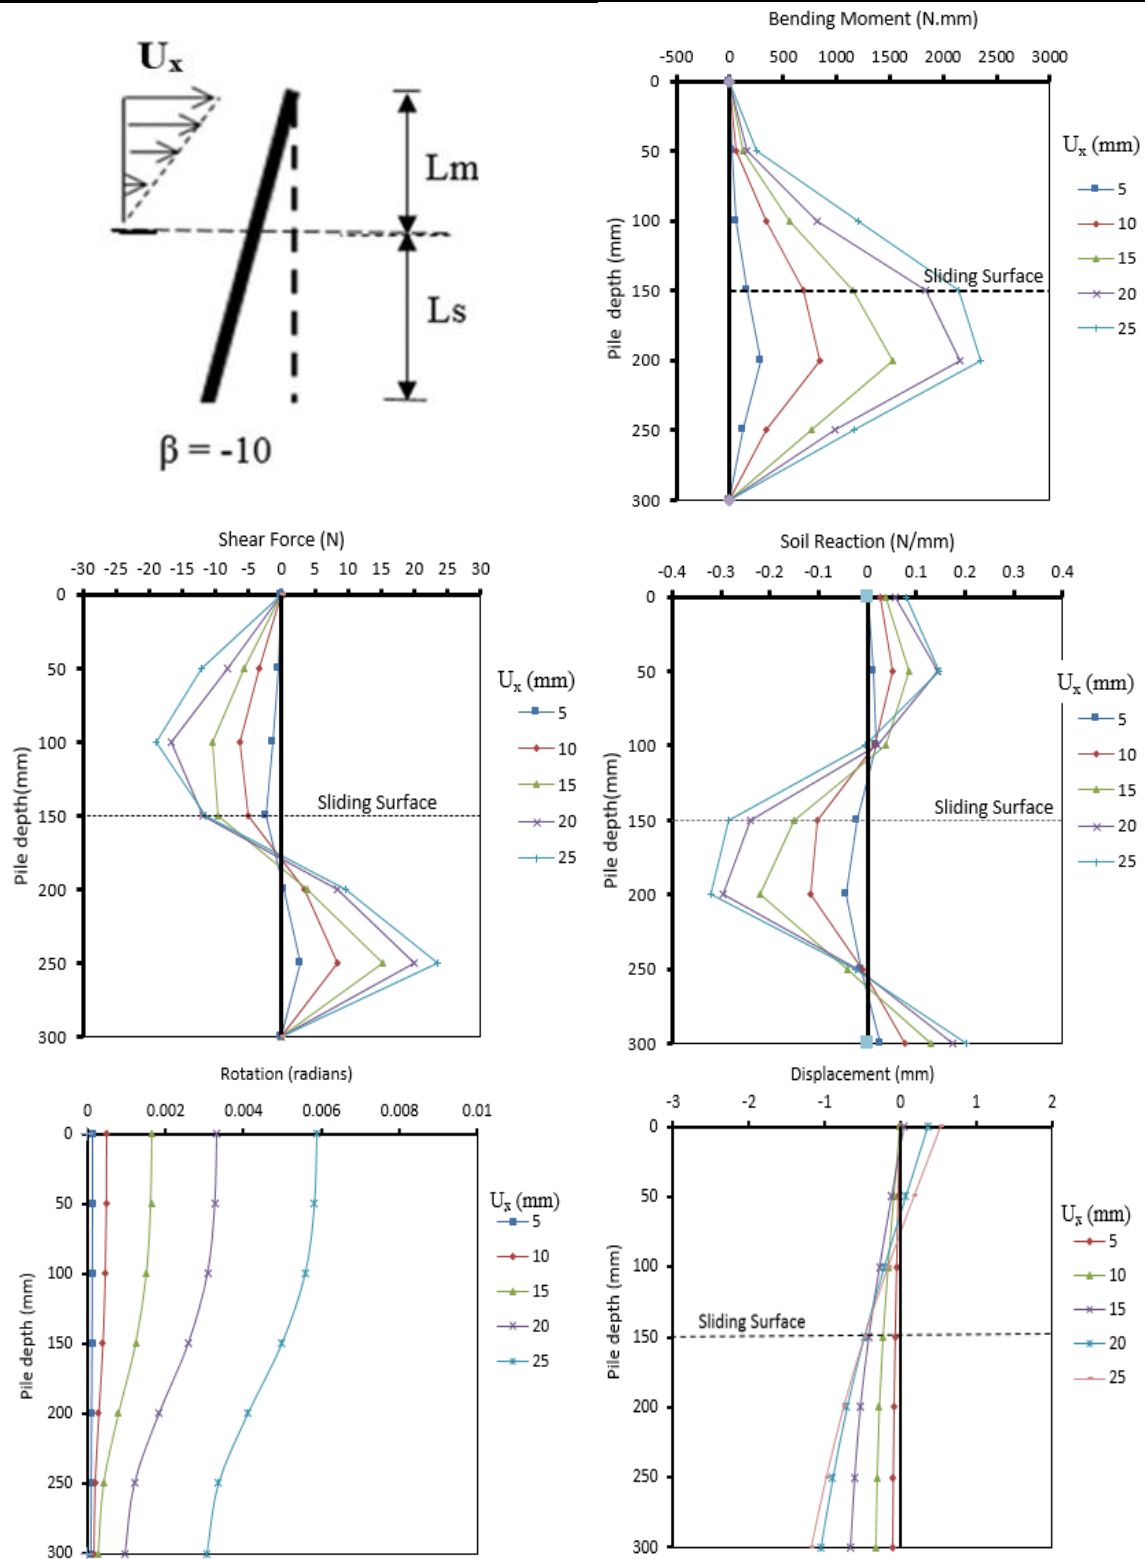 Uₓ
Lm
Ls
β = -10
Bending Moment (N.mm)
-500 0 500 1000 1500 2000 2500 3000
0
50
100
150
200
250
300
Pile depth (mm)
Sliding Surface
Uₓ (mm)
5
10
15
20
25
Shear Force (N)
-30 -25 -20 -15 -10 -5 0 5 10 15 20 25 30
0
50
100
150
200
250
300
Pile depth(mm)
Sliding Surface
Uₓ (mm)
5
10
15
20
25
Soil Reaction (N/mm)
-0.4 -0.3 -0.2 -0.1 0 0.1 0.2 0.3 0.4
0
50
100
150
200
250
300
Pile depth(mm)
Sliding Surface
Uₓ (mm)
5
10
15
20
25
Rotation (radians)
0 0.002 0.004 0.006 0.008 0.01
0
50
100
150
200
250
300
Pile depth (mm)
Uₓ (mm)
5
10
15
20
25
Displacement (mm)
-3 -2 -1 0 1 2
0
50
100
150
200
250
300
Pile depth (mm)
Sliding Surface
Uₓ (mm)
5
10
15
20
25